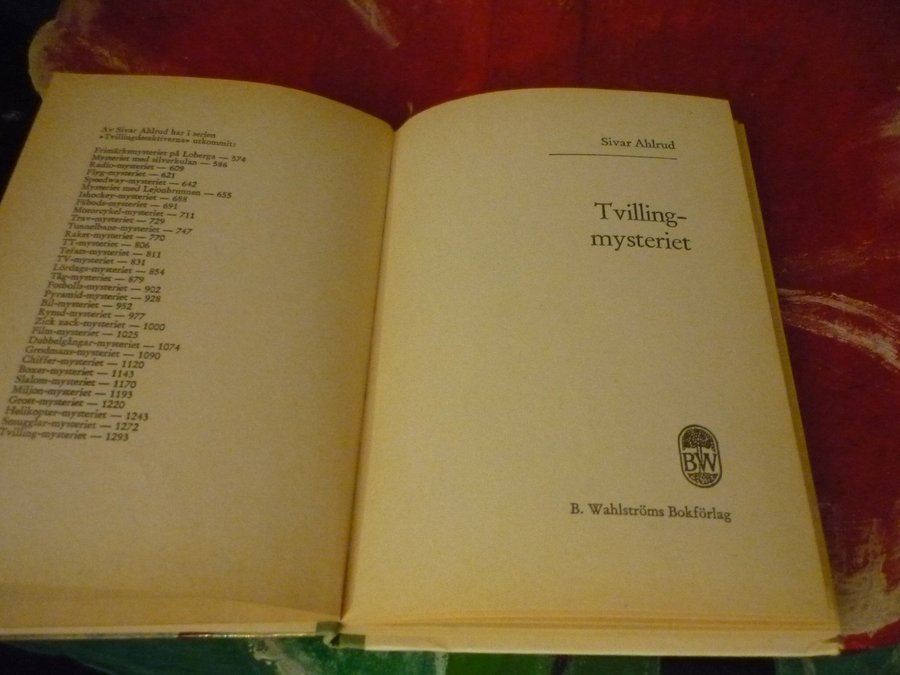 Av Sivar Ahlrud har i serien
»Tvillingdetektiverna» utkommit:
Frimärksmysteriet på Loberga — 574
Mysteriet med silverkulan — 586
Radio-mysteriet — 609
Flyg-mysteriet — 621
Speedway-mysteriet — 642
Mysteriet med Lejonbrunnen — 655
Ishockey-mysteriet — 688
Fäbods-mysteriet — 691
Motorcykel-mysteriet — 711
Trav-mysteriet — 729
Tunnelbane-mysteriet — 747
Raket-mysteriet — 770
TT-mysteriet — 806
Tefats-mysteriet — 811
TV-mysteriet — 831
Lördags-mysteriet — 854
Tåg-mysteriet — 879
Fotbolls-mysteriet — 902
Pyramid-mysteriet — 928
Bil-mysteriet — 952
Rymd-mysteriet — 977
Zick zack-mysteriet — 1000
Film-mysteriet — 1025
Dubbelgångar-mysteriet — 1074
Grodmans-mysteriet — 1090
Chiffer-mysteriet — 1120
Boxer-mysteriet — 1143
Slalom-mysteriet — 1170
Miljon-mysteriet — 1193
Gross-mysteriet — 1220
Helikopter-mysteriet — 1243
Smugglar-mysteriet — 1272
Tvilling-mysteriet — 1293
Sivar Ahlrud
Tvilling-
mysteriet
BW
B. Wahlströms Bokförlag